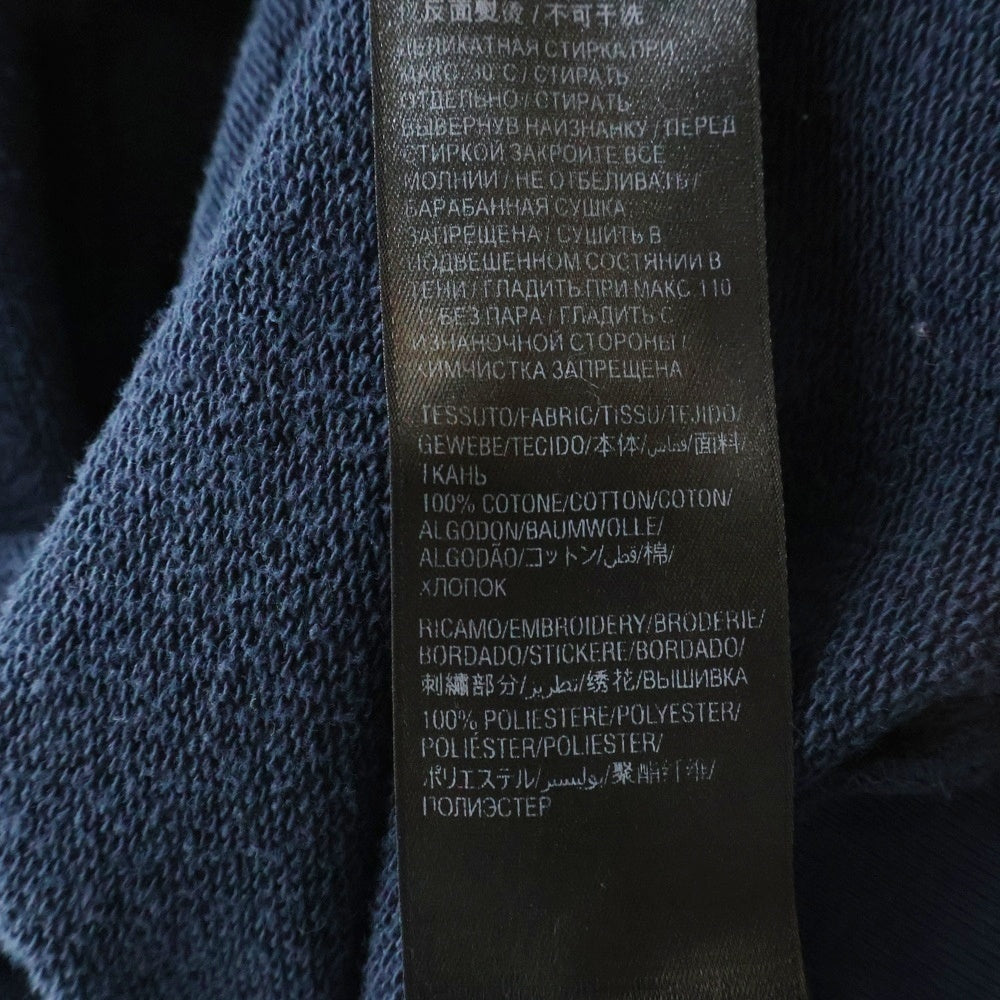 反面熨烫 / 不可干洗
ДЕЛИКАТНАЯ СТИРКА ПРИ
МАКС. 30°C / СТИРАТЬ
ОТДЕЛЬНО / СТИРАТЬ,
ВЫВЕРНУВ НАИЗНАНКУ / ПЕРЕД
СТИРКОЙ ЗАКРОЙТЕ ВСЕ
МОЛНИИ / НЕ ОТБЕЛИВАТЬ /
БАРАБАННАЯ СУШКА
ЗАПРЕЩЕНА / СУШИТЬ В
ПОДВЕШЕННОМ СОСТОЯНИИ В
ТЕНИ / ГЛАДИТЬ ПРИ МАКС 110
БЕЗ ПАРА / ГЛАДИТЬ С
ИЗНАНОЧНОЙ СТОРОНЫ /
ХИМЧИСТКА ЗАПРЕЩЕНА
TESSUTO/FABRIC/TISSU/TEJIDO/
GEWEBE/TECIDO/本体/قماش/面料/
ТКАНЬ
100% COTONE/COTTON/COTON/
ALGODON/BAUMWOLLE/
ALGODÃO/コットン/قطن/棉/
ХЛОПОК
RICAMO/EMBROIDERY/BRODERIE/
BORDADO/STICKERE/BORDADO/
刺繍部分/تطريز/绣花/ВЫШИВКА
100% POLIESTERE/POLYESTER/
POLIÉSTER/POLIESTER/
ポリエステル/بوليستر/聚酯纤维/
ПОЛИЭСТЕР